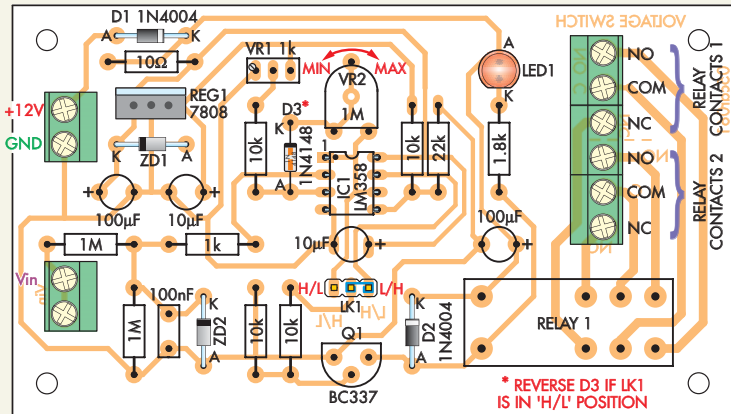 D1 1N4004
A
K
10Ω
VR1 1k
MIN
MAX
VR2
1M
A
LED1
K
VOLTAGE SWITCH
NO
COM
NC
RELAY
CONTACTS 1
NO
COM
NC
RELAY
CONTACTS 2
+12V
GND
REG1
7808
K
A
ZD1
D3*
K
1N4148
A
10k
1
IC1
LM358
10k
22k
1.8k
+
100µF
+
10µF
100µF
+
10µF
+
1M
1k
Vin
1M
100nF
K
ZD2
A
10k
10k
H/L
L/H
LK1
H/L
L/H
Q1
BC337
K
D2
1N4004
A
RELAY 1
* REVERSE D3 IF LK1
IS IN 'H/L' POSITION